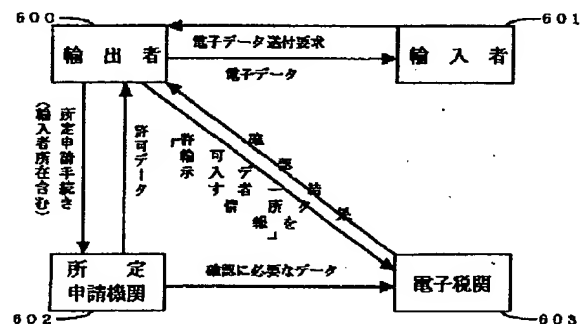 600
601
輸出者
輸入者
電子データ送付要求
電子データ
所定申請手続き
(輸入者所在含む)
許可データ
「許可データ
輸入者所を
示す情報」
確認結果
所定
申請機関
確認に必要なデータ
電子税関
602
603